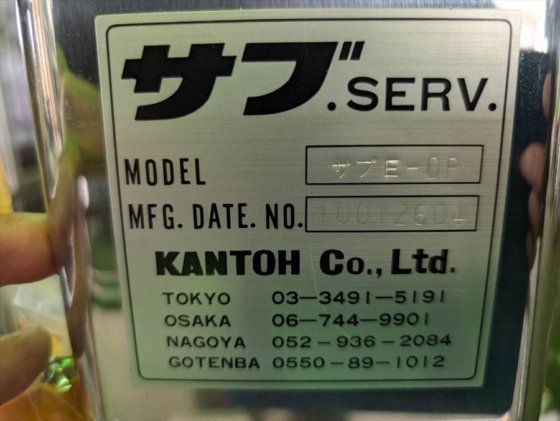 サブ.SERV.
MODEL サブE-OP
MFG. DATE. NO.
KANTOH Co., Ltd.
TOKYO 03-3491-5191
OSAKA 06-744-9901
NAGOYA 052-936-2084
GOTENBA 0550-89-1012